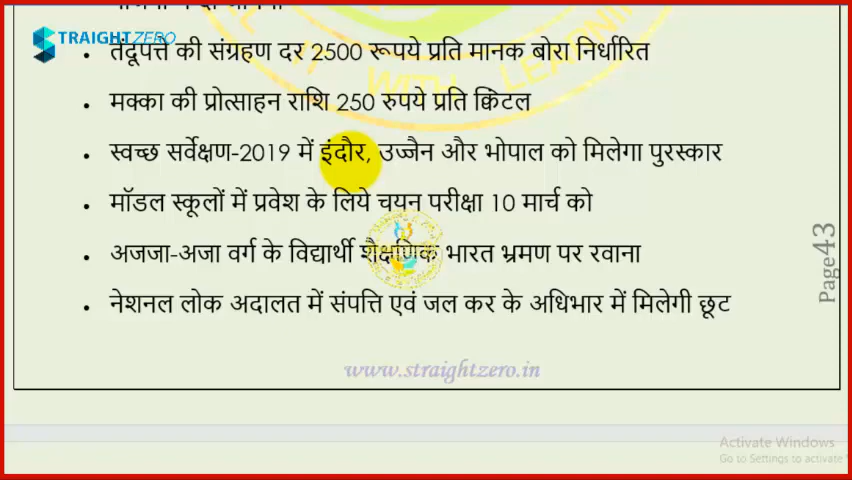 STRAIGHTZERO
तेंदूपत्ते की संग्रहण दर 2500 रूपये प्रति मानक बोरा निर्धारित
मक्का की प्रोत्साहन राशि 250 रुपये प्रति क्विंटल
स्वच्छ सर्वेक्षण-2019 में इंदौर, उज्जैन और भोपाल को मिलेगा पुरस्कार
मॉडल स्कूलों में प्रवेश के लिये चयन परीक्षा 10 मार्च को
अजजा-अजा वर्ग के विद्यार्थी शैक्षणिक भारत भ्रमण पर रवाना
नेशनल लोक अदालत में संपत्ति एवं जल कर के अधिभार में मिलेगी छूट
Page43
www.straightzero.in
Activate Windows
Go to Settings to activate